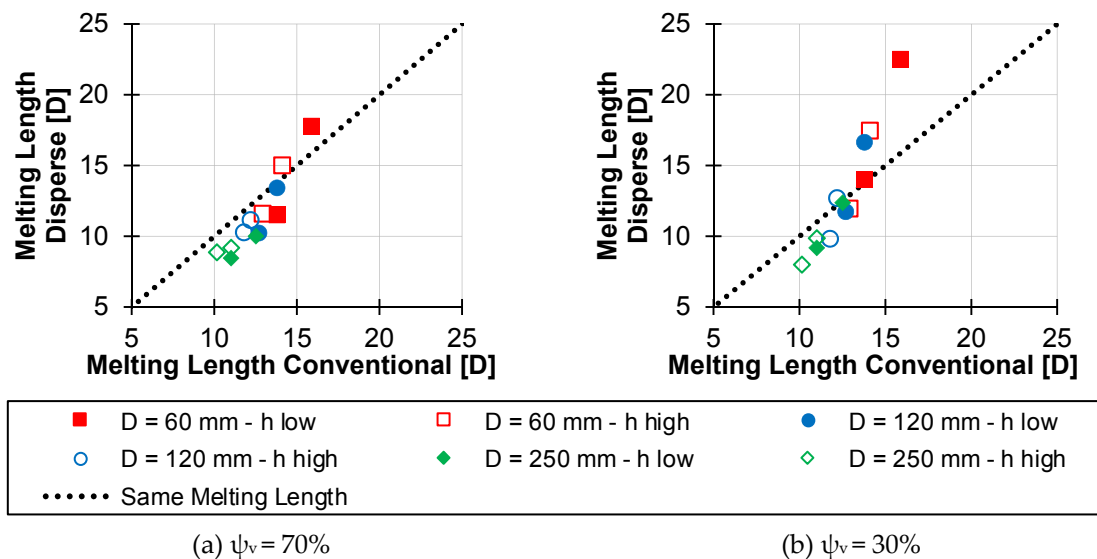 25
20
15
10
5
Melting Length
Disperse [D]
5 10 15 20 25
Melting Length Conventional [D]
25
20
15
10
5
Melting Length
Disperse [D]
5 10 15 20 25
Melting Length Conventional [D]
D = 60 mm - h low
D = 60 mm - h high
D = 120 mm - h low
D = 120 mm - h high
D = 250 mm - h low
D = 250 mm - h high
Same Melting Length
(a) ψv = 70%
(b) ψv = 30%